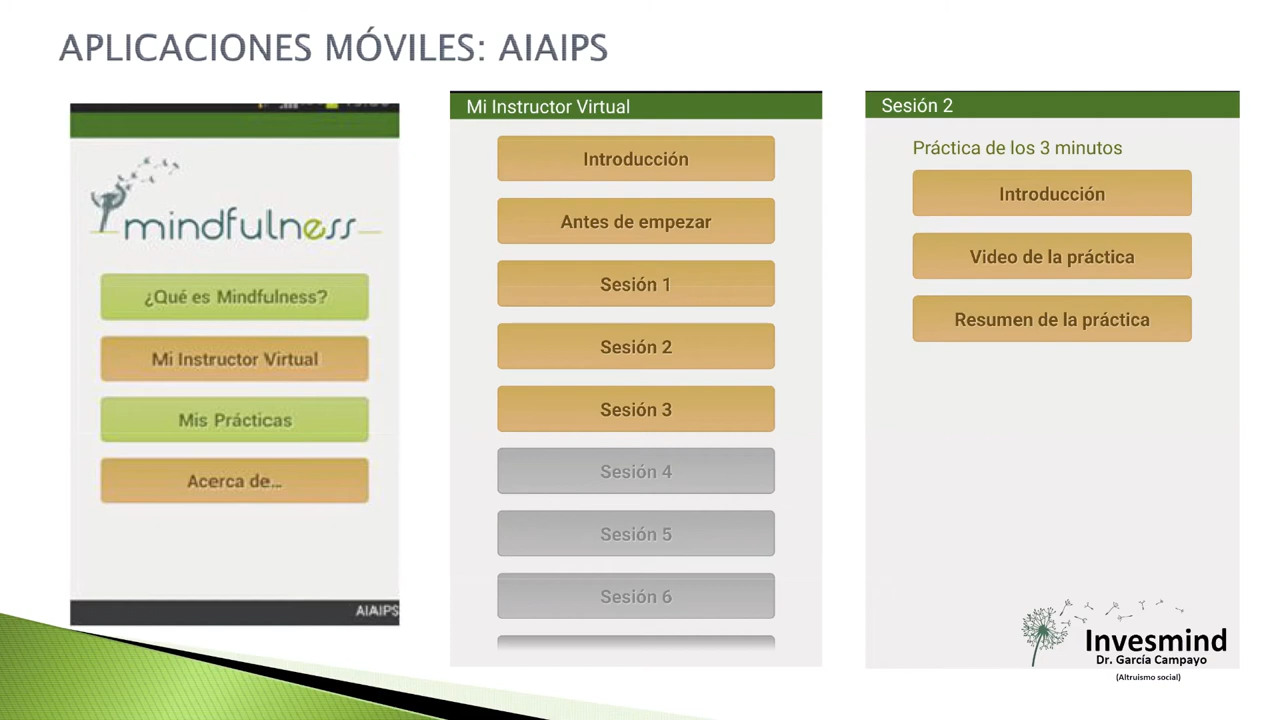 APLICACIONES MÓVILES: AIAIPS
mindfulness
¿Qué es Mindfulness?
Mi Instructor Virtual
Mis Prácticas
Acerca de...
AIAIPS
Mi Instructor Virtual
Introducción
Antes de empezar
Sesión 1
Sesión 2
Sesión 3
Sesión 4
Sesión 5
Sesión 6
Sesión 2
Práctica de los 3 minutos
Introducción
Video de la práctica
Resumen de la práctica
Invesmind
Dr. García Campayo
(Altruismo social)